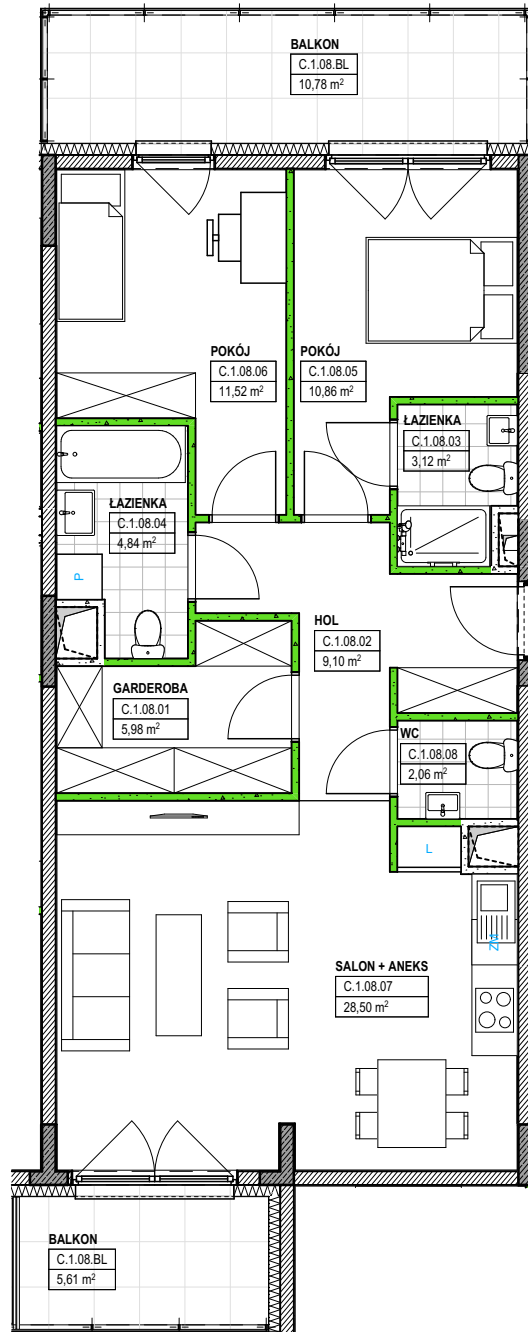 BALKON
C.1.08.BL
10,78 m²
POKÓJ
C.1.08.06
11,52 m²
POKÓJ
C.1.08.05
10,86 m²
ŁAZIENKA
C.1.08.03
3,12 m²
ŁAZIENKA
C.1.08.04
4,84 m²
P
HOL
C.1.08.02
9,10 m²
GARDEROBA
C.1.08.01
5,98 m²
WC
C.1.08.08
2,06 m²
L
ZM
SALON + ANEKS
C.1.08.07
28,50 m²
BALKON
C.1.08.BL
5,61 m²